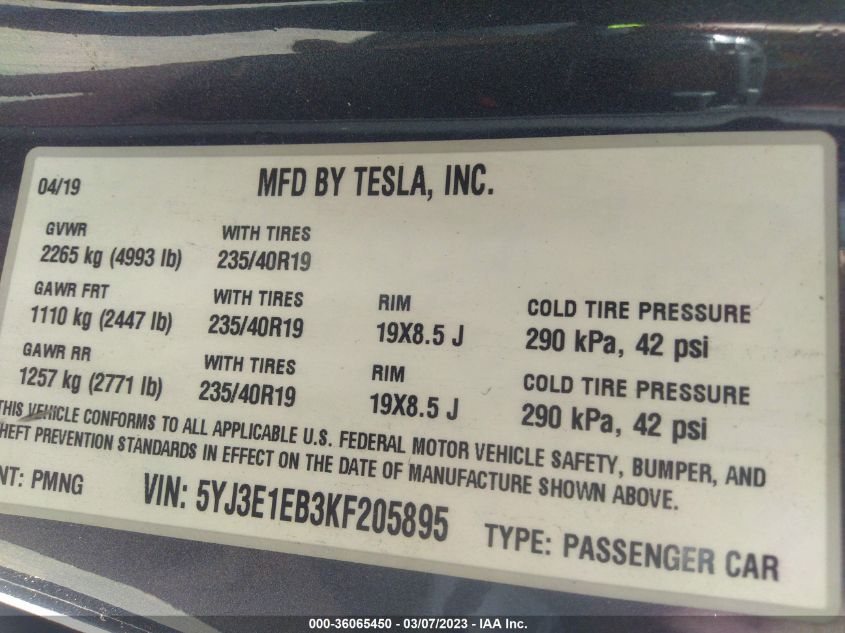 04/19 MFD BY TESLA, INC.
GVWR WITH TIRES
2265 kg (4993 lb) 235/40R19
GAWR FRT WITH TIRES RIM COLD TIRE PRESSURE
1110 kg (2447 lb) 235/40R19 19X8.5 J 290 kPa, 42 psi
GAWR RR WITH TIRES RIM COLD TIRE PRESSURE
1257 kg (2771 lb) 235/40R19 19X8.5 J 290 kPa, 42 psi
THIS VEHICLE CONFORMS TO ALL APPLICABLE U.S. FEDERAL MOTOR VEHICLE SAFETY, BUMPER, AND
HEFT PREVENTION STANDARDS IN EFFECT ON THE DATE OF MANUFACTURE SHOWN ABOVE.
NT: PMNG VIN: 5YJ3E1EB3KF205895 TYPE: PASSENGER CAR
000-36065450 — 03/07/2023 — IAA Inc.